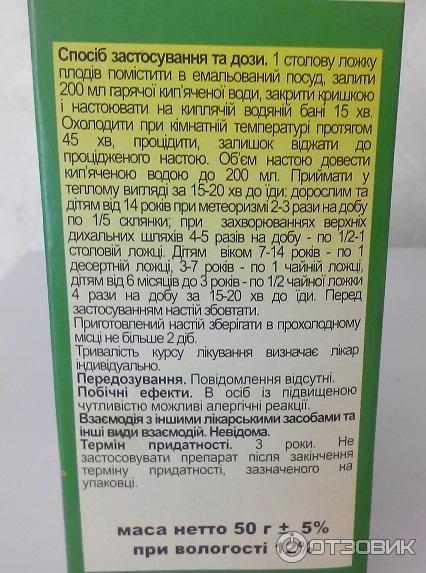 Спосіб застосування та дози. 1 столову ложку
плодів помістити в емальований посуд, залити
200 мл гарячої кип'яченої води, закрити кришкою
і настоювати на киплячій водяній бані 15 хв.
Охолодити при кімнатній температурі протягом
45 хв, процідити, залишок віджати до
процідженого настою. Об'єм настою довести
кип'яченою водою до 200 мл. Приймати у
теплому вигляді за 15-20 хв до їди: дорослим та
дітям від 14 років при метеоризмі 2-3 рази на добу
по 1/5 склянки; при захворюваннях верхніх
дихальних шляхів 4-5 разів на добу - по 1/2-1
столовій ложці. Дітям віком 7-14 років - по 1
десертній ложці, 3-7 років - по 1 чайній ложці,
дітям від 6 місяців до 3 років - по 1/2 чайної ложки
4 рази на добу за 15-20 хв до їди. Перед
застосуванням настій збовтати.
Приготовлений настій зберігати в прохолодному
місці не більше 2 діб.
Тривалість курсу лікування визначає лікар
індивідуально.
Передозування. Повідомлення відсутні.
Побічні ефекти. В осіб із підвищеною
чутливістю можливі алергічні реакції.
Взаємодія з іншими лікарськими засобами та
інші види взаємодій. Невідома.
Термін придатності. 3 роки. Не
застосовувати препарат після закінчення
терміну придатності, зазначеного на
упаковці.
маса нетто 50 г ± 5%
при вологості 12%
ОТЗОВИК